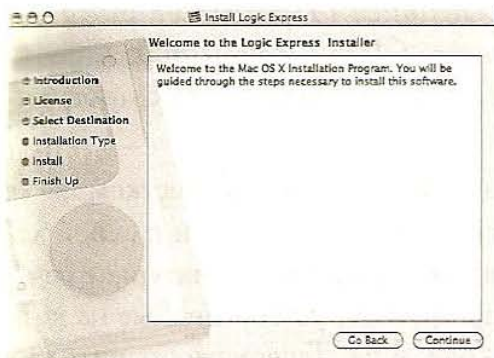 Install Logic Express
Welcome to the Logic Express Installer
Introduction
License
Select Destination
Installation Type
Install
Finish Up
Welcome to the Mac OS X Installation Program. You will be
guided through the steps necessary to install this software.
Go Back
Continue